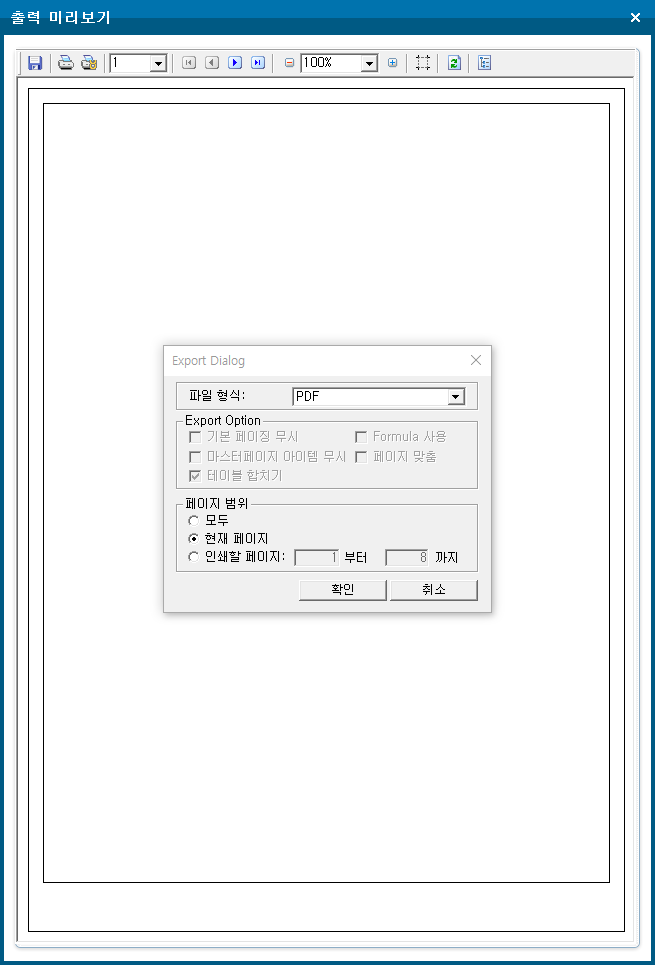 출력 미리보기
1
100%
Export Dialog
파일 형식: PDF
Export Option
기본 페이징 무시 Formula 사용
마스터페이지 아이템 무시 페이지 맞춤
테이블 합치기
페이지 범위
모두
현재 페이지
인쇄할 페이지: 1 부터 8 까지
확인 취소